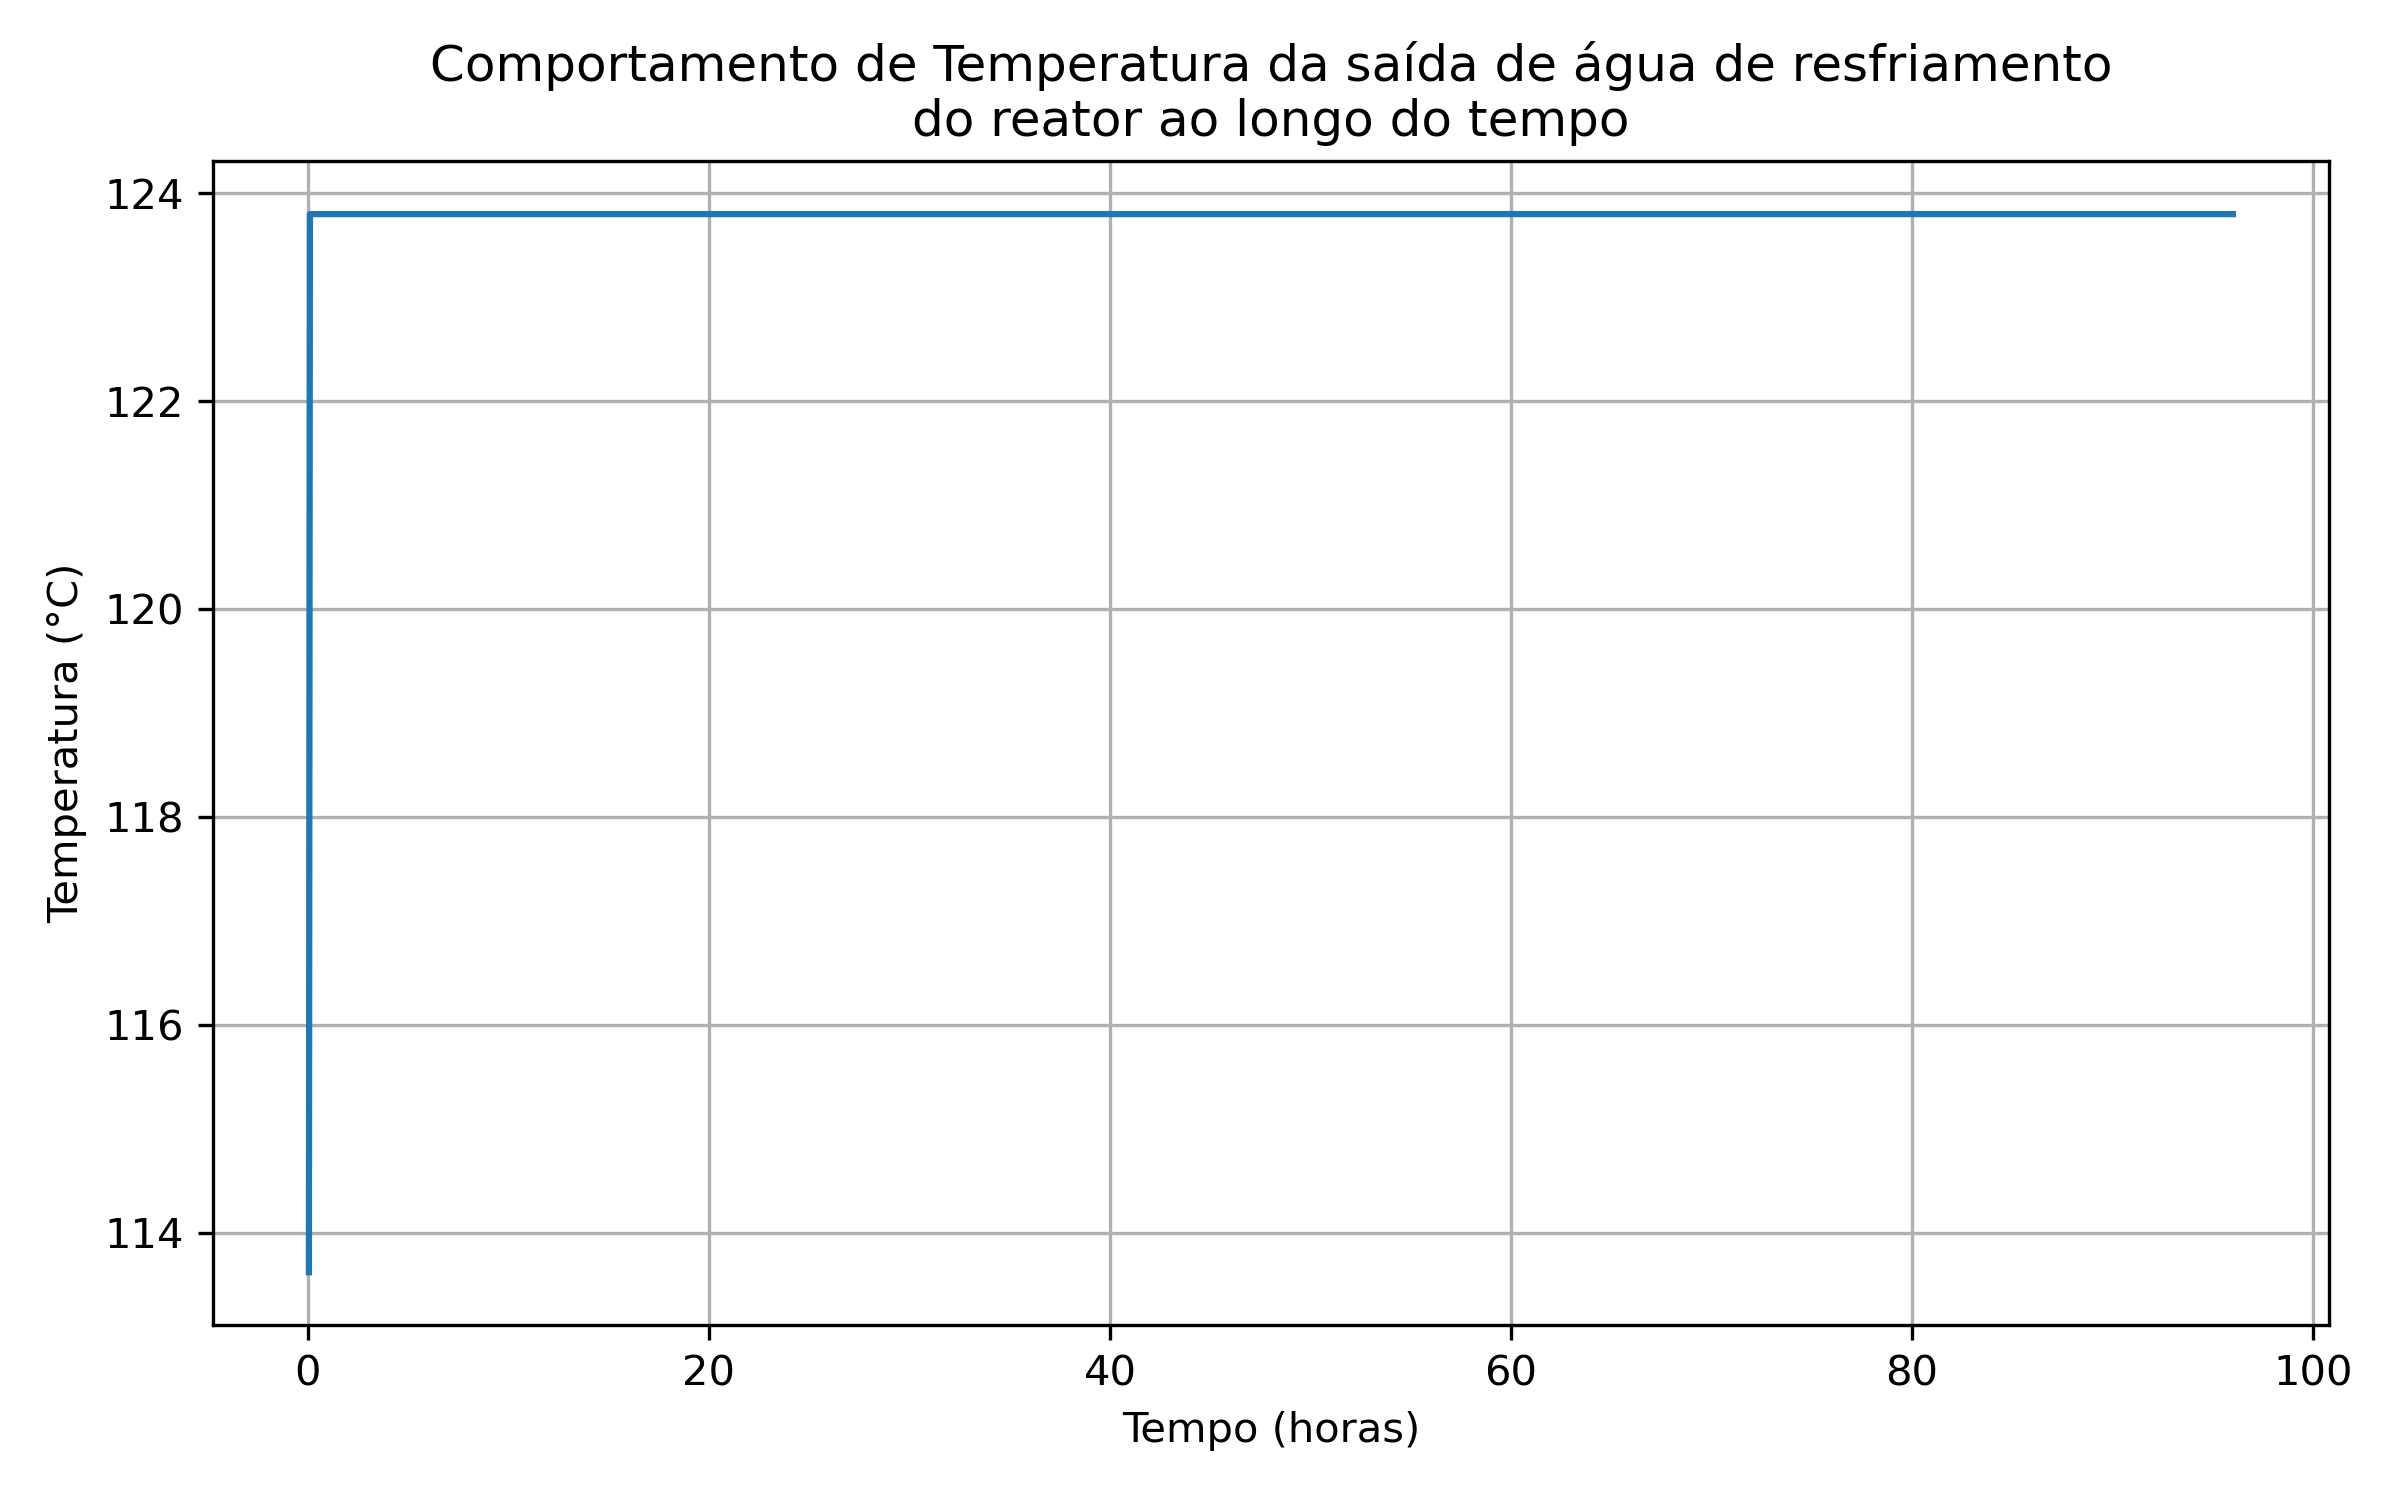 Comportamento de Temperatura da saída de água de resfriamento
do reator ao longo do tempo
124
122
120
118
116
114
Temperatura (°C)
0 20 40 60 80 100
Tempo (horas)